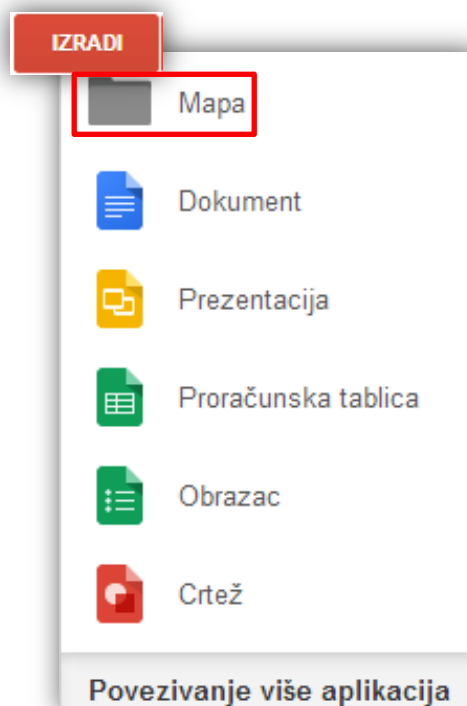 IZRADI
Mapa
Dokument
Prezentacija
Proračunska tablica
Obrazac
Crtež
Povezivanje više aplikacija